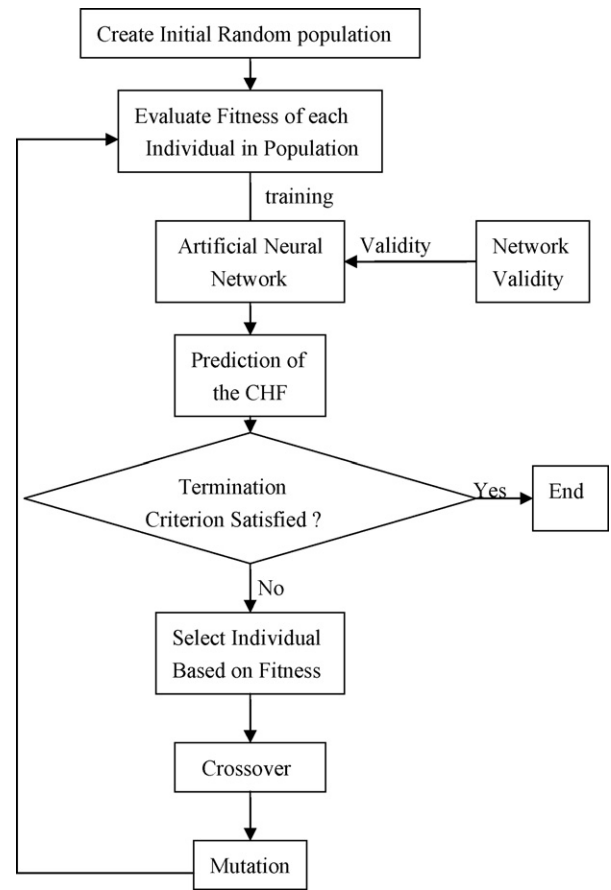 Create Initial Random population
Evaluate Fitness of each
Individual in Population
training
Artificial Neural
Network
Validity
Network
Validity
Prediction of
the CHF
Termination
Criterion Satisfied ?
Yes
End
No
Select Individual
Based on Fitness
Crossover
Mutation